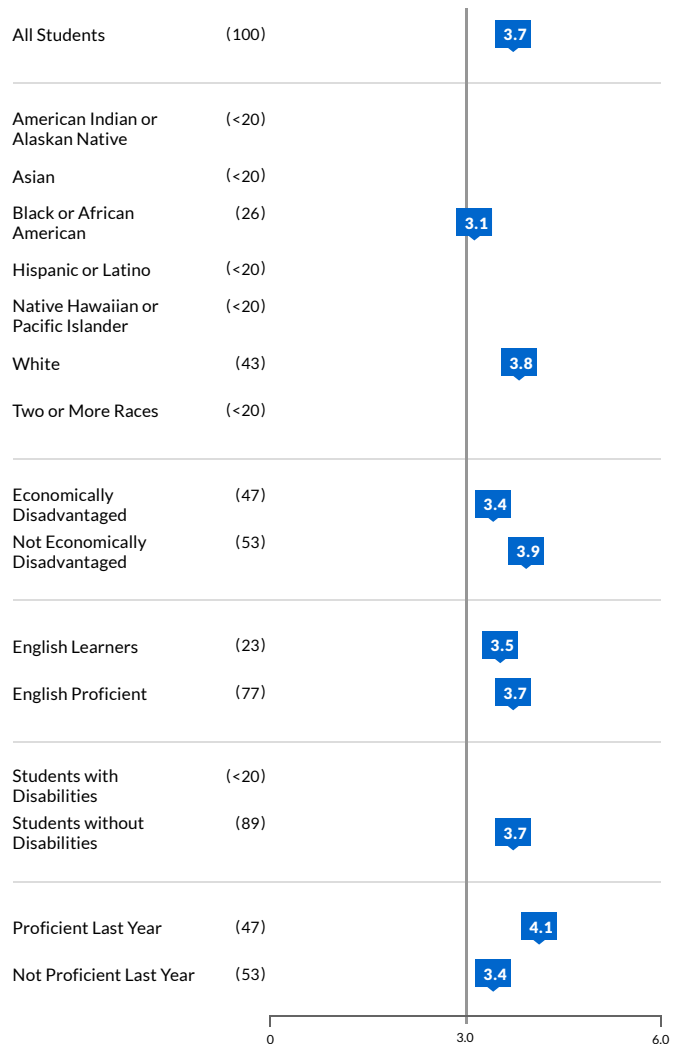 All Students (100) 3.7
American Indian or (<20)
Alaskan Native
Asian (<20)
Black or African (26) 3.1
American
Hispanic or Latino (<20)
Native Hawaiian or (<20)
Pacific Islander
White (43) 3.8
Two or More Races (<20)
Economically (47) 3.4
Disadvantaged
Not Economically (53) 3.9
Disadvantaged
English Learners (23) 3.5
English Proficient (77) 3.7
Students with (<20)
Disabilities
Students without (89) 3.7
Disabilities
Proficient Last Year (47) 4.1
Not Proficient Last Year (53) 3.4
0 3.0 6.0